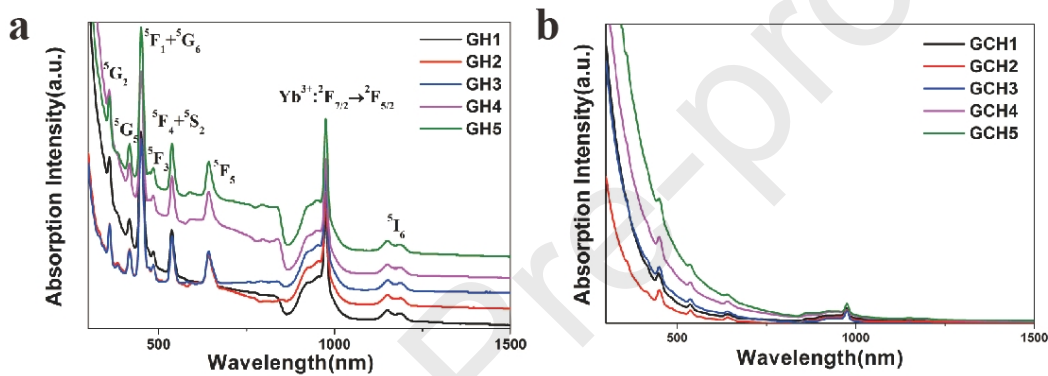 a
Absorption Intensity(a.u.)
⁵G₂
⁵F₁+⁵G₆
⁵G₅
⁵F₃
⁵F₄+⁵S₂
⁵F₅
Yb³⁺:²F₇/₂→²F₅/₂
⁵I₆
GH1
GH2
GH3
GH4
GH5
500
1000
1500
Wavelength(nm)
b
Absorption Intensity(a.u.)
GCH1
GCH2
GCH3
GCH4
GCH5
500
1000
1500
Wavelength(nm)
Pre-pro